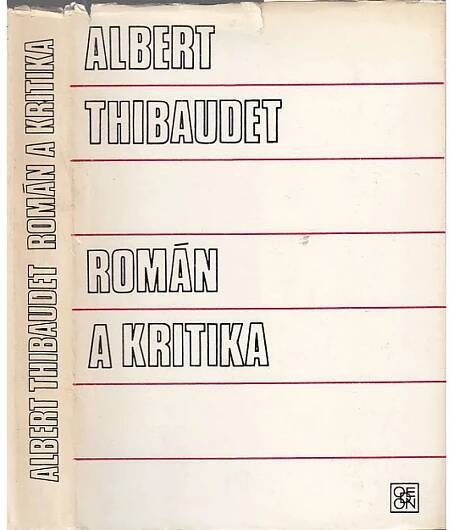 ALBERT
THIBAUDET
ROMÁN
A KRITIKA
ALBERT THIBAUDET ROMÁN A KRITIKA
ODEON